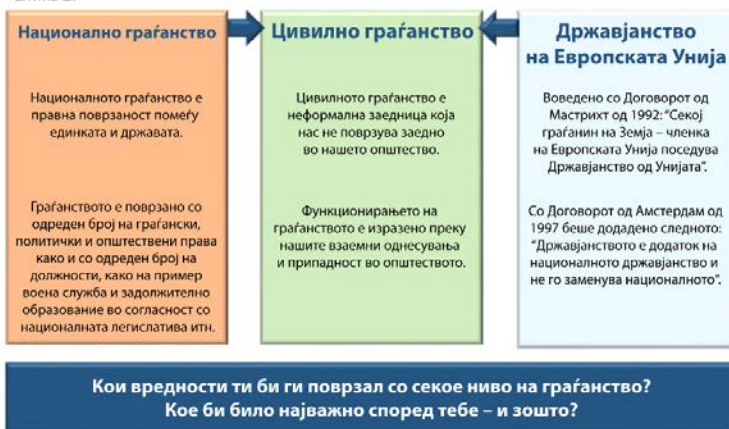 Национално граѓанство
Националното граѓанство е
правна поврзаност помеѓу
единката и државата.
Граѓанството е поврзано со
одреден број на граѓански,
политички и општествени права
како и со одреден број на
должности, како на пример
воена служба и задолжително
образование во согласност со
националната легислатива итн.
Цивилно граѓанство
Цивилното граѓанство е
неформална заедница која
нас не поврзува заедно
во нашето општество.
Функционирањето на
граѓанството е изразено преку
нашите взаемни однесувања
и припадност во општеството.
Државјанство
на Европската Унија
Воведено со Договорот од
Мастрихт од 1992: “Секој
граѓанин на Земја – членка
на Европската Унија поседува
Државјанство од Унијата”.
Со Договорот од Амстердам од
1997 беше додадено следното:
“Државјанството е додаток на
националното државјанство и
не го заменува националното”.
Кои вредности ти би ги поврзал со секое ниво на граѓанство?
Кое би било најважно според тебе – и зошто?